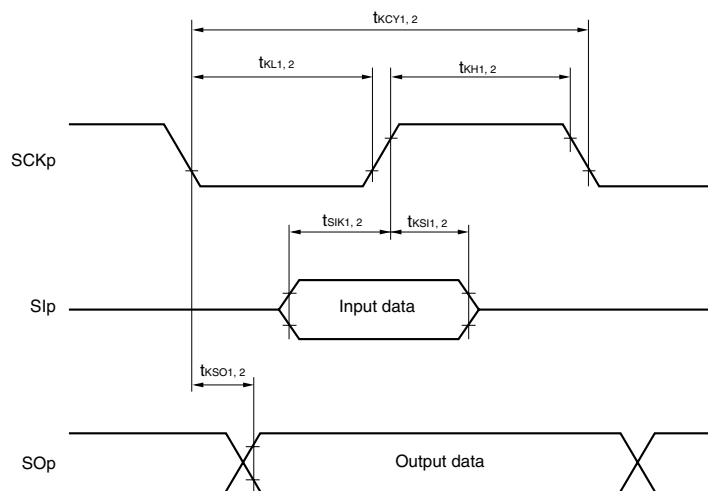 tKCY1, 2
tKL1, 2
tKH1, 2
SCKp
tSIK1, 2
tKSI1, 2
SIp
Input data
tKSO1, 2
SOp
Output data